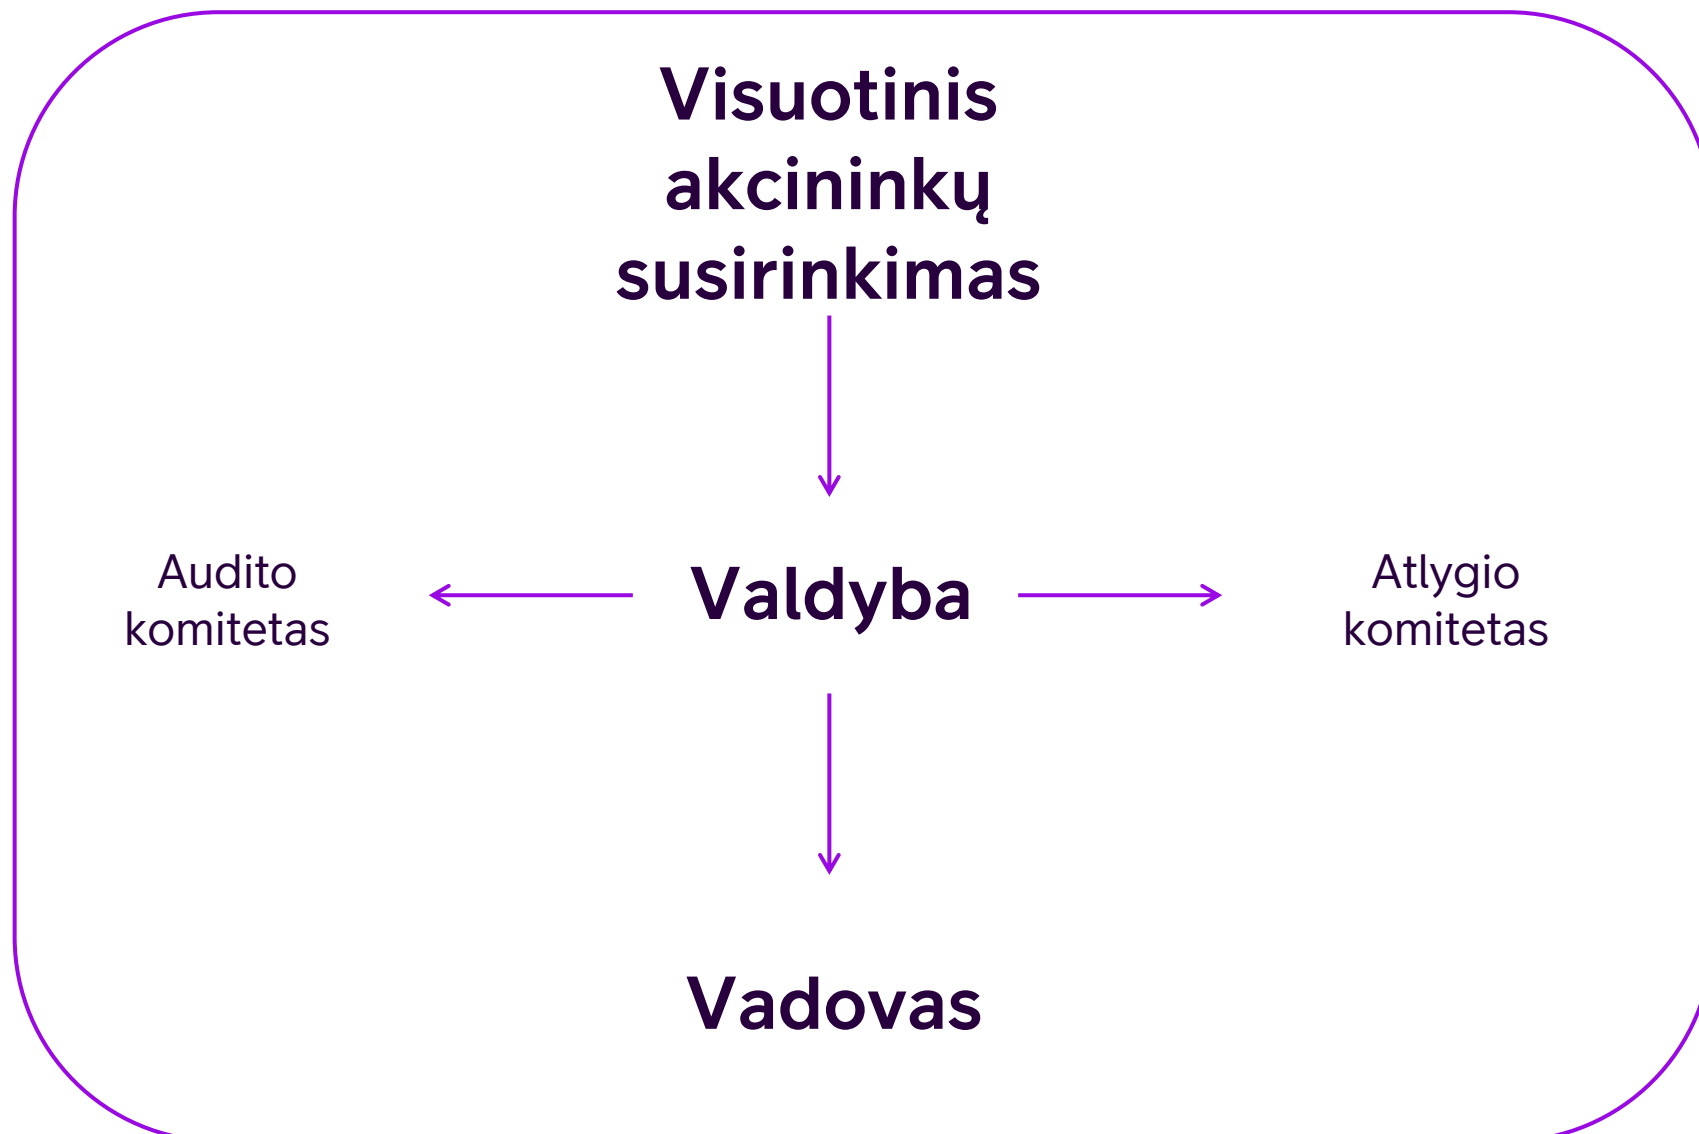 Visuotinis
akcininkų
susirinkimas
Audito
komitetas
Valdyba
Atlygio
komitetas
Vadovas